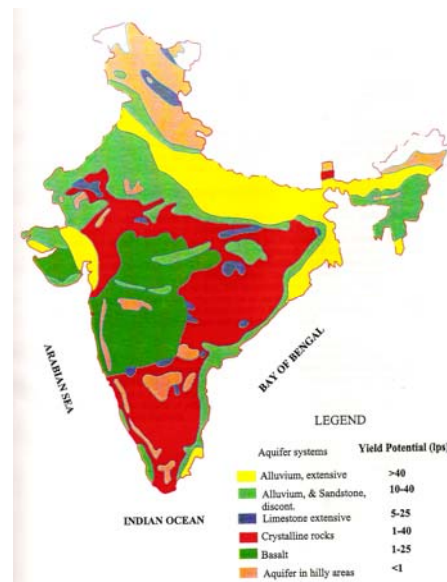 ARABIAN SEA
BAY OF BENGAL
INDIAN OCEAN
LEGEND
Aquifer systems Yield Potential (lps)
Alluvium, extensive >40
Alluvium, & Sandstone, 10-40
discont.
Limestone extensive 5-25
Crystalline rocks 1-40
Basalt 1-25
Aquifer in hilly areas <1